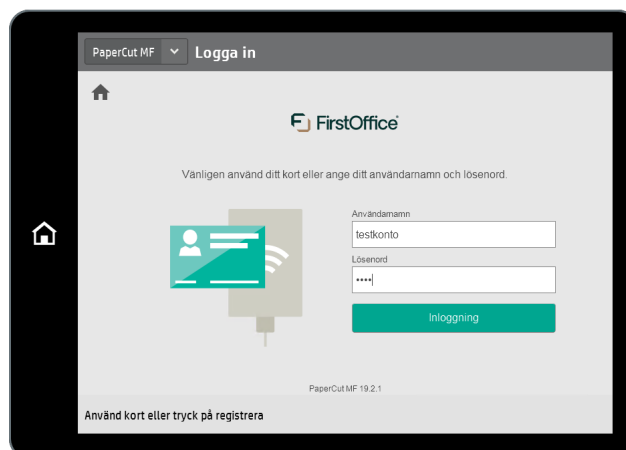 PaperCut MF
Logga in
FirstOffice
Vänligen använd ditt kort eller ange ditt användarnamn och lösenord.
Användarnamn
testkonto
Lösenord
••••
Inloggning
PaperCut MF 19.2.1
Använd kort eller tryck på registrera